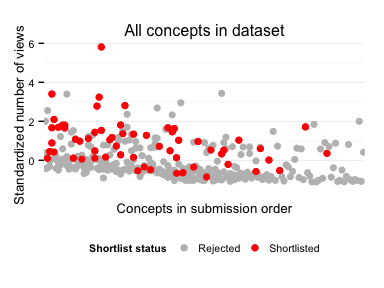 All concepts in dataset
Standardized number of views
6
4
2
0
Concepts in submission order
Shortlist status Rejected Shortlisted